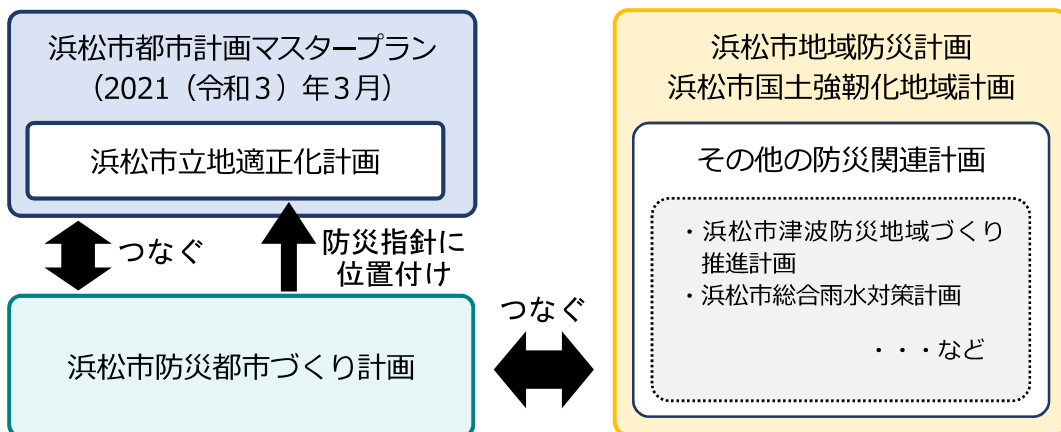 浜松市都市計画マスタープラン
（2021（令和３）年３月）
浜松市立地適正化計画
つなぐ
防災指針に
位置付け
浜松市防災都市づくり計画
つなぐ
浜松市地域防災計画
浜松市国土強靭化地域計画
その他の防災関連計画
・浜松市津波防災地域づくり
推進計画
・浜松市総合雨水対策計画
・・・など